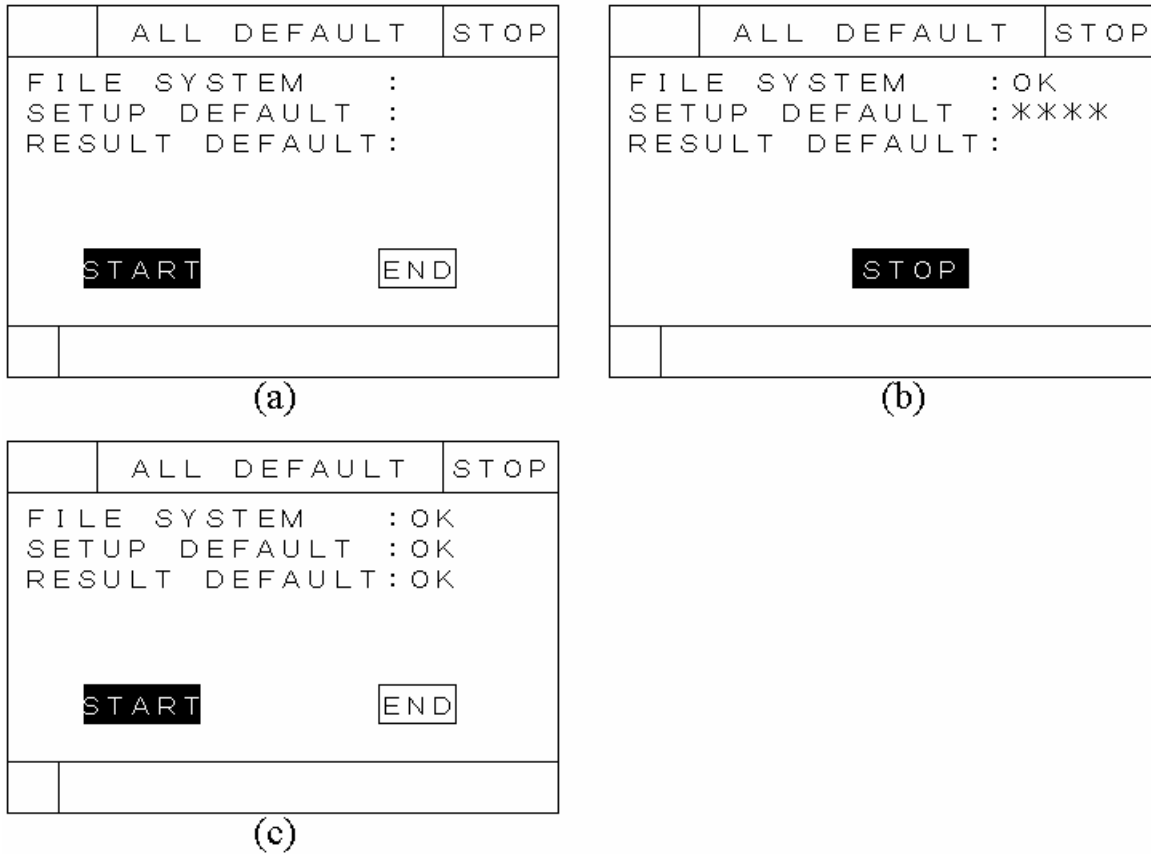 ALL DEFAULT STOP
FILE SYSTEM :
SETUP DEFAULT :
RESULT DEFAULT:
START END
(a)
ALL DEFAULT STOP
FILE SYSTEM :OK
SETUP DEFAULT :****
RESULT DEFAULT:
STOP
(b)
ALL DEFAULT STOP
FILE SYSTEM :OK
SETUP DEFAULT :OK
RESULT DEFAULT:OK
START END
(c)